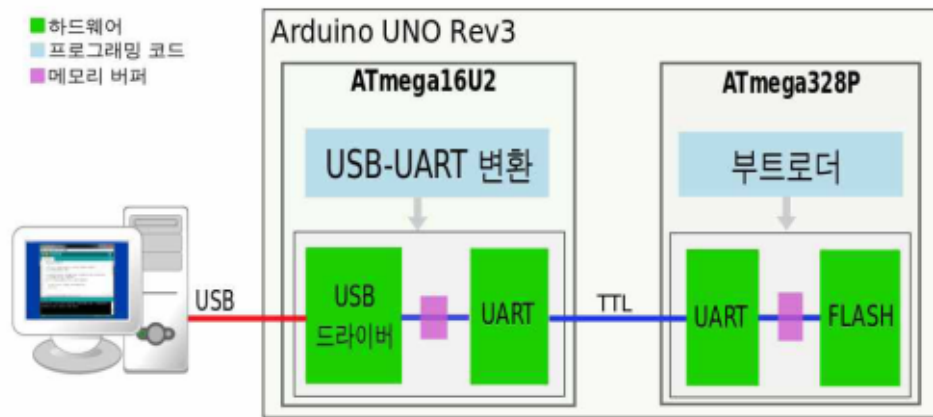 하드웨어
프로그래밍 코드
메모리 버퍼
Arduino UNO Rev3
ATmega16U2
USB-UART 변환
USB
드라이버
UART
ATmega328P
부트로더
UART
FLASH
USB
TTL